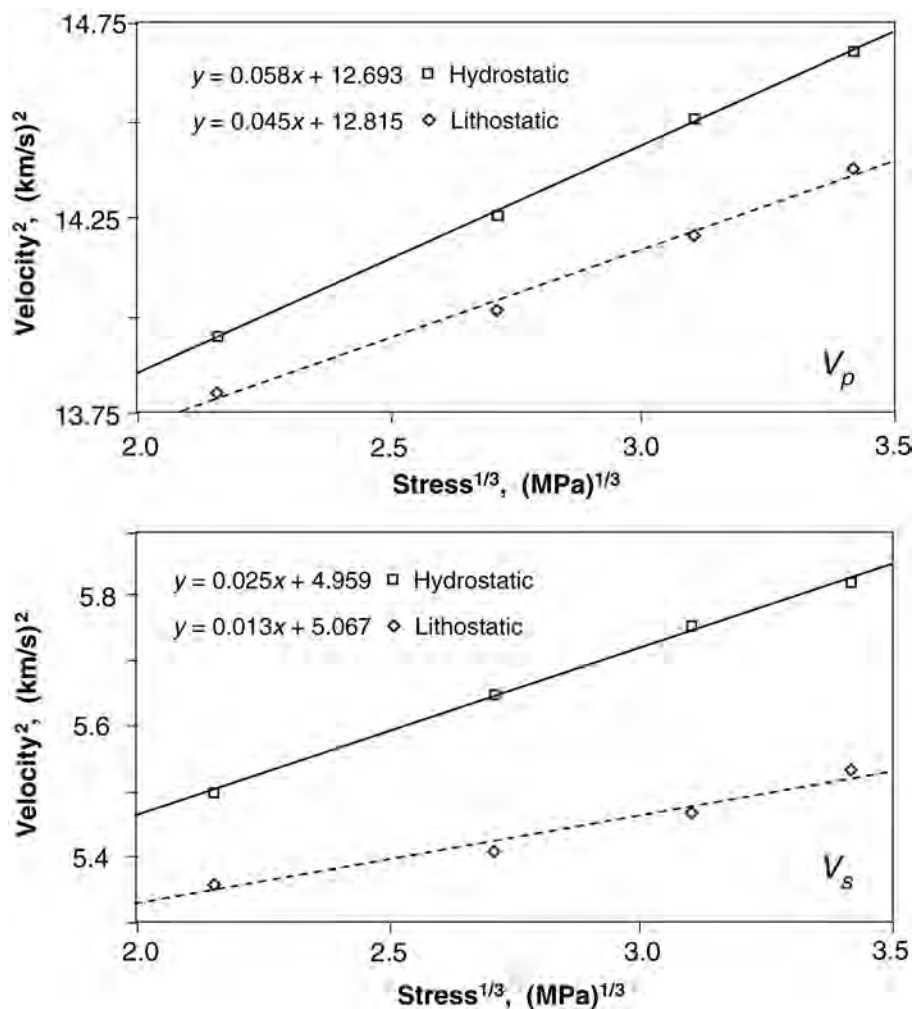 14.75
y = 0.058x + 12.693 Hydrostatic
y = 0.045x + 12.815 Lithostatic
Velocity², (km/s)²
14.25
Vp
13.75
2.0 2.5 3.0 3.5
Stress¹/³, (MPa)¹/³
y = 0.025x + 4.959 Hydrostatic
5.8
y = 0.013x + 5.067 Lithostatic
Velocity², (km/s)²
5.6
5.4
Vs
2.0 2.5 3.0 3.5
Stress¹/³, (MPa)¹/³